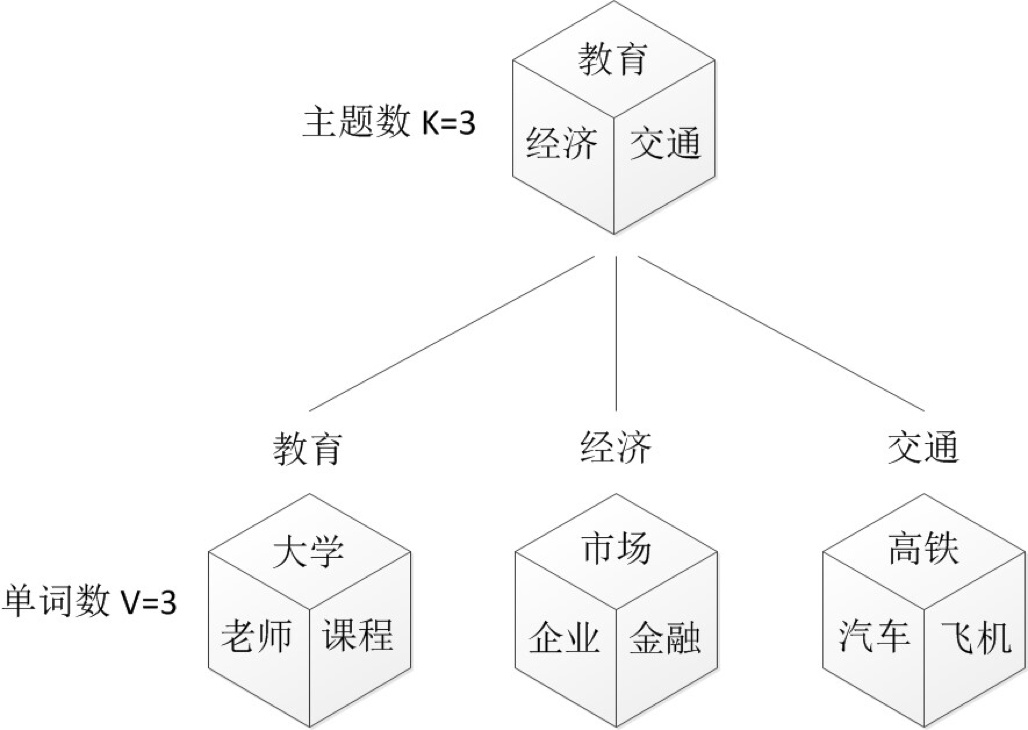 教育
主题数 K=3
经济 交通
教育 经济 交通
大学 市场 高铁
单词数 V=3
老师 课程 企业 金融 汽车 飞机